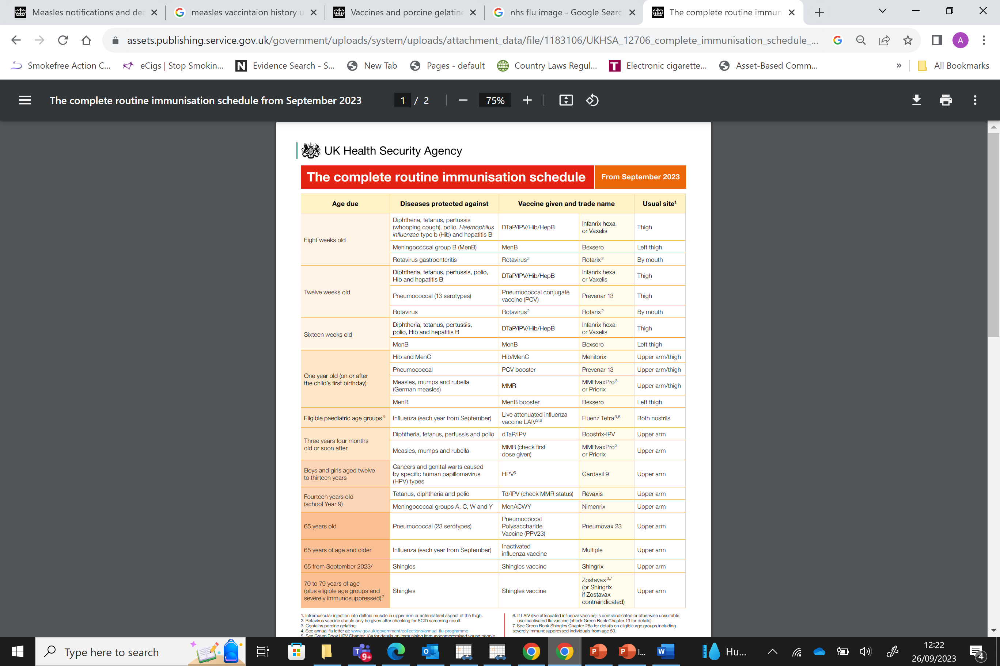 Measles notifications and dea
measles vaccintaion history u
Vaccines and porcine gelatine
nhs flu image - Google Searc
The complete routine immun
assets.publishing.service.gov.uk/government/uploads/system/uploads/attachment_data/file/1183106/UKHSA_12706_complete_immunisation_schedule_...
A
Smokefree Action C...
eCigs | Stop Smokin...
N
Evidence Search - S...
New Tab
Pages - default
Country Laws Regul...
T
Electronic cigarette...
Asset-Based Comm...
»
All Bookmarks
The complete routine immunisation schedule from September 2023
1 / 2
75%
UK Health Security Agency
The complete routine immunisation schedule
From September 2023
Age due
Diseases protected against
Vaccine given and trade name
Usual site1
Eight weeks old
Diphtheria, tetanus, pertussis
(whooping cough), polio, Haemophilus
influenzae type b (Hib) and hepatitis B
DTaP/IPV/Hib/HepB
Infanrix hexa
or Vaxelis
Thigh
Meningococcal group B (MenB)
MenB
Bexsero
Left thigh
Rotavirus gastroenteritis
Rotavirus2
Rotarix2
By mouth
Twelve weeks old
Diphtheria, tetanus, pertussis, polio,
Hib and hepatitis B
DTaP/IPV/Hib/HepB
Infanrix hexa
or Vaxelis
Thigh
Pneumococcal (13 serotypes)
Pneumococcal conjugate
vaccine (PCV)
Prevenar 13
Thigh
Rotavirus
Rotavirus2
Rotarix2
By mouth
Sixteen weeks old
Diphtheria, tetanus, pertussis,
polio, Hib and hepatitis B
DTaP/IPV/Hib/HepB
Infanrix hexa
or Vaxelis
Thigh
MenB
MenB
Bexsero
Left thigh
One year old (on or after
the child's first birthday)
Hib and MenC
Hib/MenC
Menitorix
Upper arm/thigh
Pneumococcal
PCV booster
Prevenar 13
Upper arm/thigh
Measles, mumps and rubella
(German measles)
MMR
MMRvaxPro3
or Priorix
Upper arm/thigh
MenB
MenB booster
Bexsero
Left thigh
Eligible paediatric age groups4
Influenza (each year from September)
Live attenuated influenza
vaccine LAIV3,6
Fluenz Tetra3,6
Both nostrils
Three years four months
old or soon after
Diphtheria, tetanus, pertussis and polio
dTaP/IPV
Boostrix-IPV
Upper arm
Measles, mumps and rubella
MMR (check first
dose given)
MMRvaxPro3
or Priorix
Upper arm
Boys and girls aged twelve
to thirteen years
Cancers and genital warts caused
by specific human papillomavirus
(HPV) types
HPV5
Gardasil 9
Upper arm
Fourteen years old
(school Year 9)
Tetanus, diphtheria and polio
Td/IPV (check MMR status)
Revaxis
Upper arm
Meningococcal groups A, C, W and Y
MenACWY
Nimenrix
Upper arm
65 years old
Pneumococcal (23 serotypes)
Pneumococcal
Polysaccharide
Vaccine (PPV23)
Pneumovax 23
Upper arm
65 years of age and older
Influenza (each year from September)
Inactivated
influenza vaccine
Multiple
Upper arm
65 from September 20237
Shingles
Shingles vaccine
Shingrix
Upper arm
70 to 79 years of age
(plus eligible age groups and
severely immunosuppressed)7
Shingles
Shingles vaccine
Zostavax3,7
(or Shingrix
if Zostavax
contraindicated)
Upper arm
1. Intramuscular injection into deltoid muscle in upper arm or anterolateral aspect of the thigh.
2. Rotavirus vaccine should only be given after checking for SCID screening result.
3. Contains porcine gelatine.
4. See annual flu letter at: www.gov.uk/government/collections/annual-flu-programme
5. See Green Book HPV Chapter 18a for details on immunising immunocompromised young people
6. If LAIV (live attenuated influenza vaccine) is contraindicated or otherwise unsuitable
use inactivated flu vaccine (check Green Book Chapter 19 for details).
7. See Green Book Shingles Chapter 28a for details on eligible age groups including
severely immunosuppressed individuals from age 50.
Type here to search
T
9+
O
P
P
I...
W
Hu...
12:22
26/09/2023
4